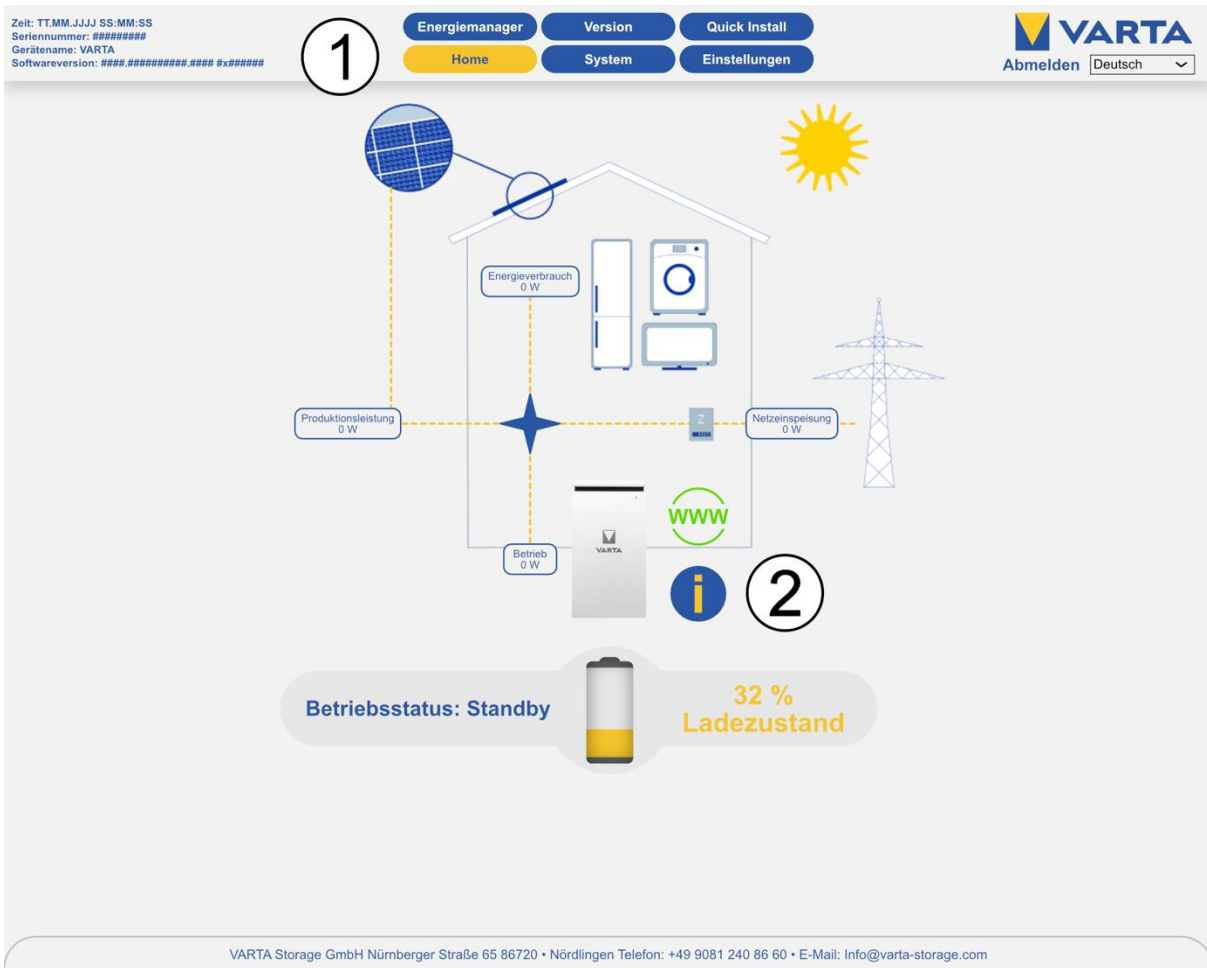 Zeit: TT.MM.JJJJ SS:MM:SS
Seriennummer: #########
Gerätename: VARTA
Softwareversion: ####.##########.#### #x######
1
Energiemanager
Version
Quick Install
Home
System
Einstellungen
VARTA
Abmelden
Deutsch
Energieverbrauch
0 W
Produktionsleistung
0 W
Z
Netzeinspeisung
0 W
www
VARTA
Betrieb
0 W
i
2
Betriebsstatus: Standby
32 %
Ladezustand
VARTA Storage GmbH Nürnberger Straße 65 86720 • Nördlingen Telefon: +49 9081 240 86 60 • E-Mail: Info@varta-storage.com